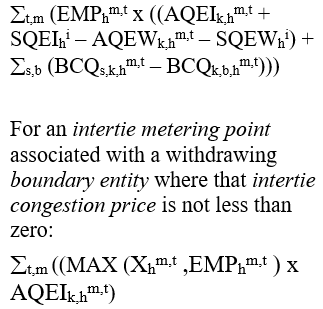 ∑t,m (EMPhm,t x ((AQEIk,hm,t +
SQEIhi – AQEWk,hm,t – SQEWhi) +
∑s,b (BCQs,k,hm,t – BCQk,b,hm,t)))
For an intertie metering point
associated with a withdrawing
boundary entity where that intertie
congestion price is not less than
zero:
∑t,m ((MAX (Xhm,t ,EMPhm,t ) x
AQEIk,hm,t)